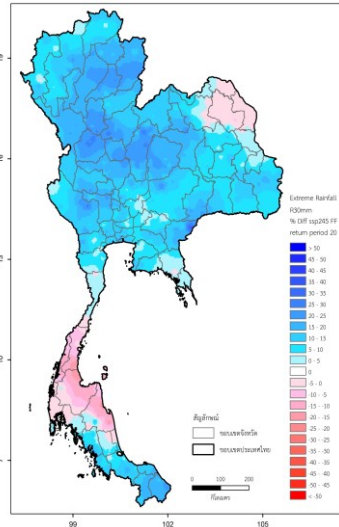 Extreme Rainfall
R30mm
% Diff ssp245 FF
return period 20
> 50
45 - 50
40 - 45
35 - 40
30 - 35
25 - 30
20 - 25
15 - 20
10 - 15
5 - 10
0 - 5
0
-5 - 0
-10 - -5
-15 - -10
-20 - -15
-25 - -20
-30 - -25
-35 - -30
-40 - -35
-45 - -40
-50 - -45
< -50
สัญลักษณ์
ขอบเขตจังหวัด
ขอบเขตประเทศไทย
0 100 200
กิโลเมตร
99 102 105